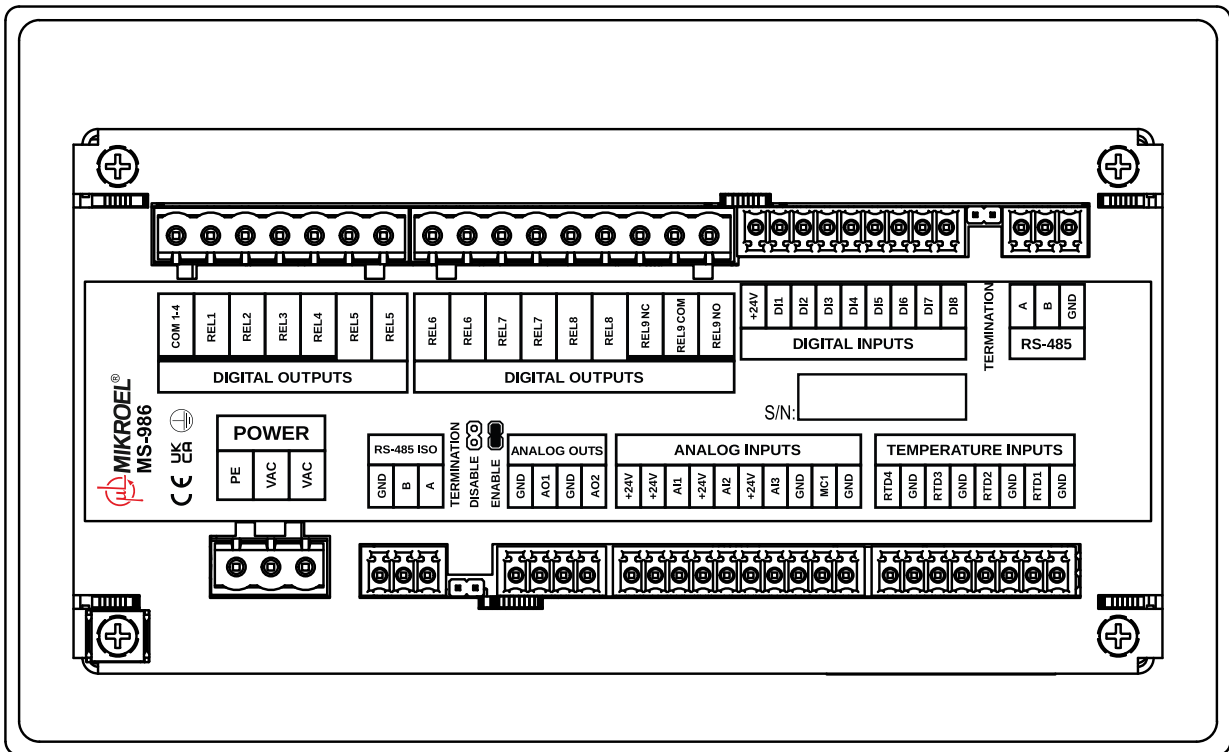 COM 1-4 REL1 REL2 REL3 REL4 REL5 REL5
DIGITAL OUTPUTS
REL6 REL6 REL7 REL7 REL8 REL8 REL9 NC REL9 COM REL9 NO
DIGITAL OUTPUTS
+24V DI1 DI2 DI3 DI4 DI5 DI6 DI7 DI8
DIGITAL INPUTS
TERMINATION
A B GND
RS-485
MIKROEL®
MS-986
CE UK CA
S/N:
POWER
PE VAC VAC
RS-485 ISO
GND B A
TERMINATION
DISABLE
ENABLE
ANALOG OUTS
GND AO1 GND AO2
ANALOG INPUTS
+24V +24V AI1 +24V AI2 +24V AI3 GND MC1 GND
TEMPERATURE INPUTS
RTD4 GND RTD3 GND RTD2 GND RTD1 GND